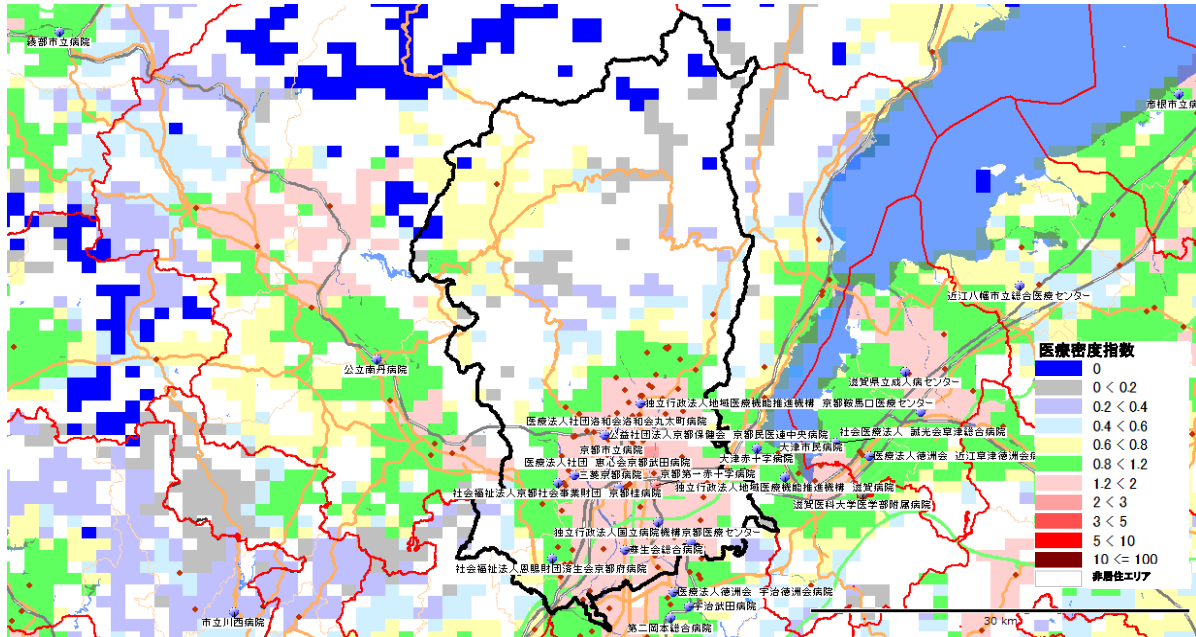 綾部市立病院
彦根市立病
近江八幡市立総合医療センター
公立南丹病院
滋賀県立成人病センター
独立行政法人地域医療機能推進機構 京都鞍馬口医療センター
医療法人社団洛和会洛和会丸太町病院
公益社団法人京都保健会 京都民医連中央病院
社会医療法人 誠光会草津総合病院
京都市立病院
大津市民病院
大津赤十字病院
医療法人徳洲会 近江草津徳洲会病
医療法人社団 恵心会京都武田病院
三菱京都病院
京都第一赤十字病院
社会福祉法人京都社会事業財団 京都桂病院
独立行政法人地域医療機能推進機構 滋賀病院
滋賀医科大学医学部附属病院
独立行政法人国立病院機構京都医療センター
蘇生会総合病院
社会福祉法人恩賜財団済生会京都府病院
医療法人徳洲会 宇治徳洲会病院
宇治武田病院
第二岡本総合病院
市立川西病院
医療密度指数
0
0 < 0.2
0.2 < 0.4
0.4 < 0.6
0.6 < 0.8
0.8 < 1.2
1.2 < 2
2 < 3
3 < 5
5 < 10
10 <= 100
非居住エリア
30 km